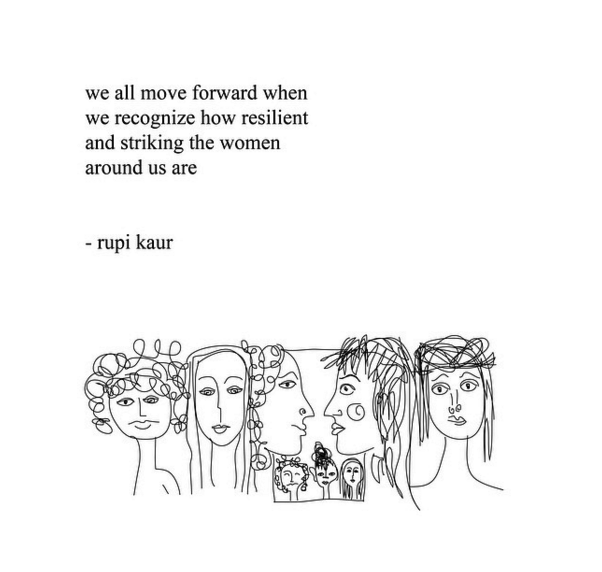 we all move forward when
we recognize how resilient
and striking the women
around us are
- rupi kaur